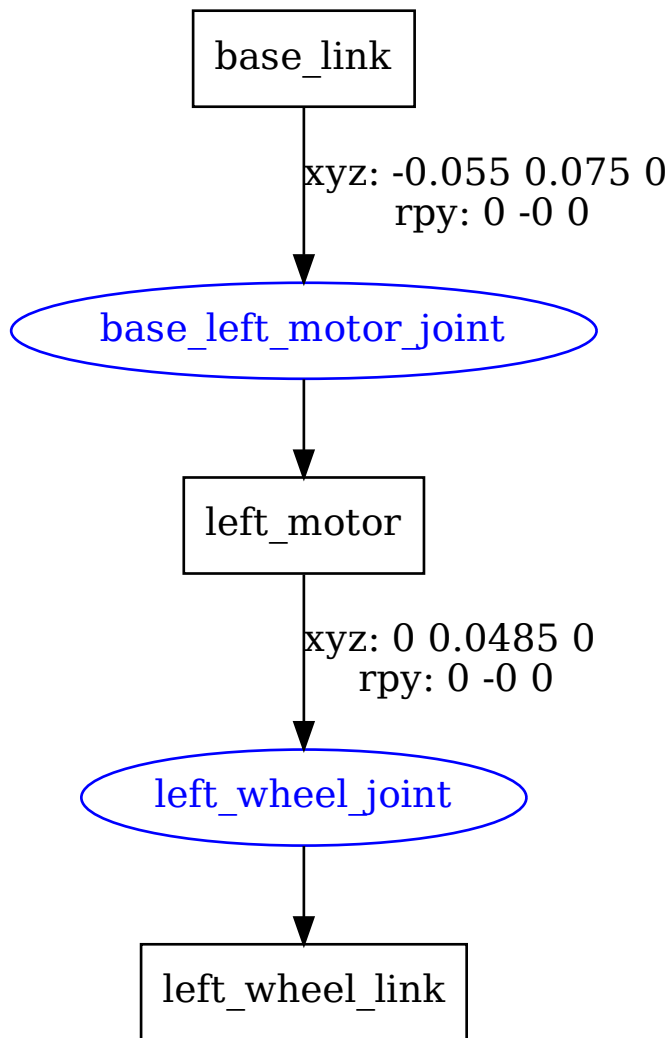 base_link
xyz: -0.055 0.075 0
rpy: 0 -0 0
base_left_motor_joint
left_motor
xyz: 0 0.0485 0
rpy: 0 -0 0
left_wheel_joint
left_wheel_link